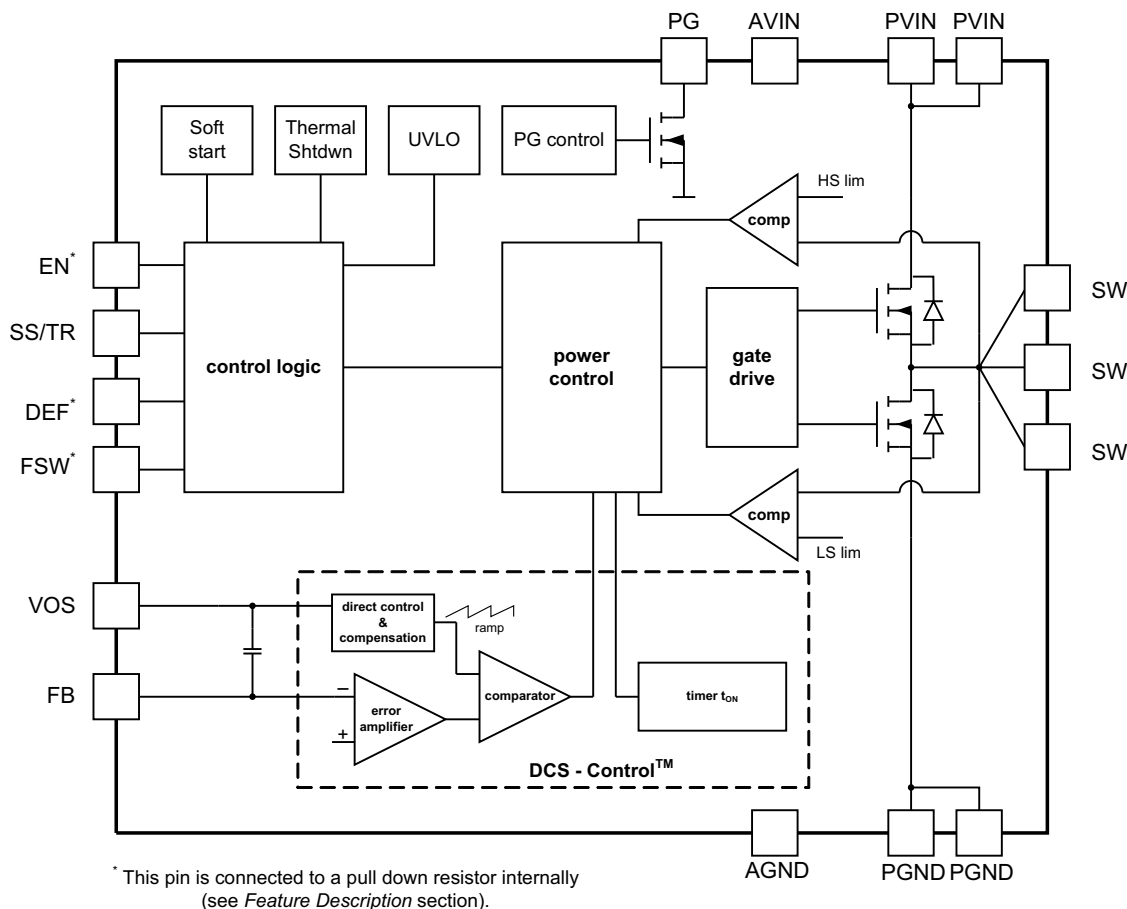 PG
AVIN
PVIN
PVIN
Soft
start
Thermal
Shtdwn
UVLO
PG control
HS lim
comp
EN*
SS/TR
DEF*
FSW*
control logic
power
control
gate
drive
SW
SW
SW
comp
LS lim
VOS
FB
direct control
&
compensation
ramp
−
+
error
amplifier
comparator
timer tON
DCS - Control™
AGND
PGND
PGND
* This pin is connected to a pull down resistor internally
(see Feature Description section).